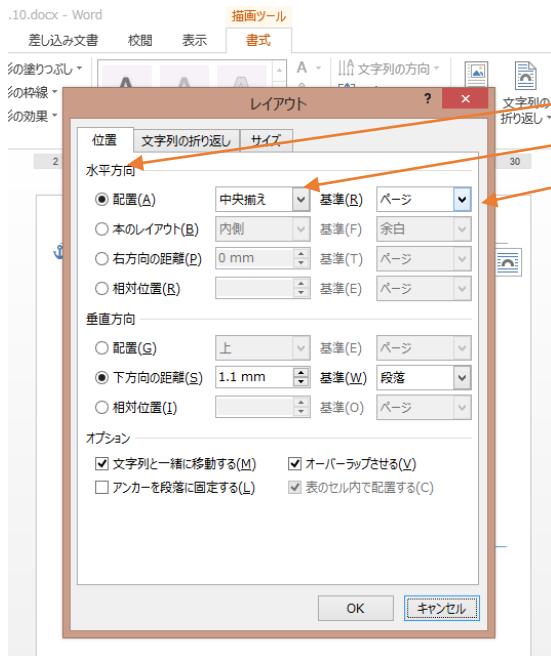 .10.docx - Word
描画ツール
差し込み文書 校閲 表示 書式
の塗りつぶし
A A A
A 文字列の方向
の枠線
の効果
文字列の
折り返し
レイアウト ? ×
位置 文字列の折り返し サイズ
2 30
水平方向
配置(A) 中央揃え 基準(R) ページ
本のレイアウト(B) 内側 基準(F) 余白
右方向の距離(P) 0 mm 基準(T) ページ
相対位置(R) 基準(E) ページ
垂直方向
配置(G) 上 基準(E) ページ
下方向の距離(S) 1.1 mm 基準(W) 段落
相対位置(I) 基準(O) ページ
オプション
文字列と一緒に移動する(M) オーバーラップさせる(V)
アンカーを段落に固定する(L) 表のセル内で配置する(C)
OK キャンセル